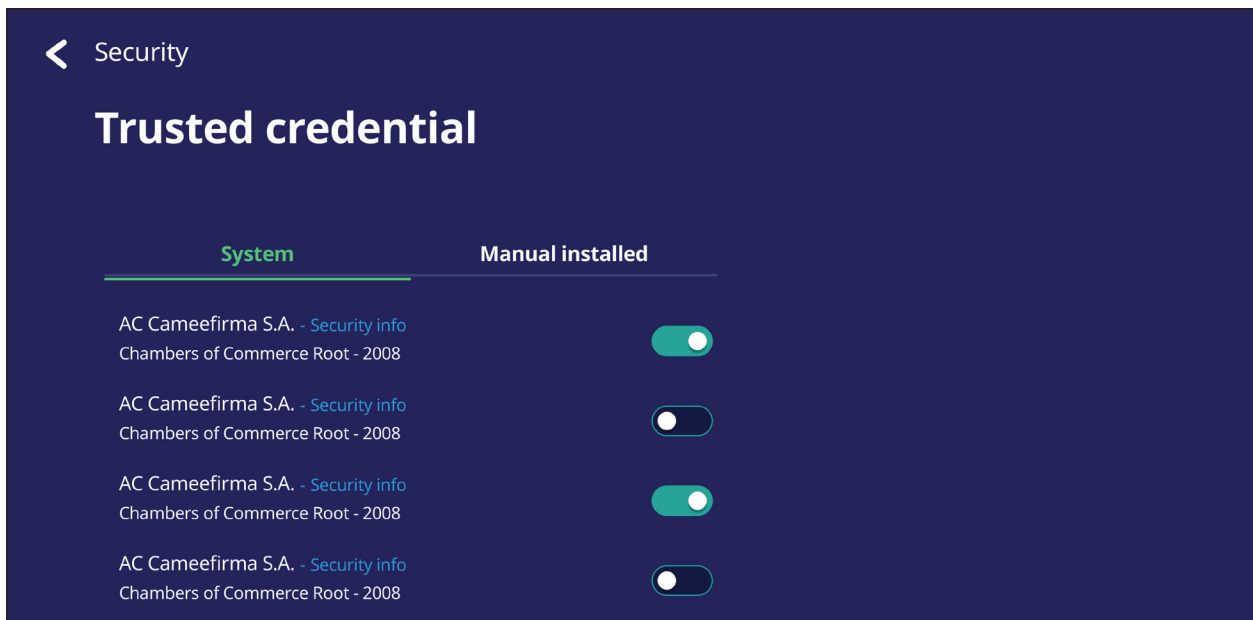 Security
Trusted credential
System Manual installed
AC Cameefirma S.A. - Security info
Chambers of Commerce Root - 2008
AC Cameefirma S.A. - Security info
Chambers of Commerce Root - 2008
AC Cameefirma S.A. - Security info
Chambers of Commerce Root - 2008
AC Cameefirma S.A. - Security info
Chambers of Commerce Root - 2008